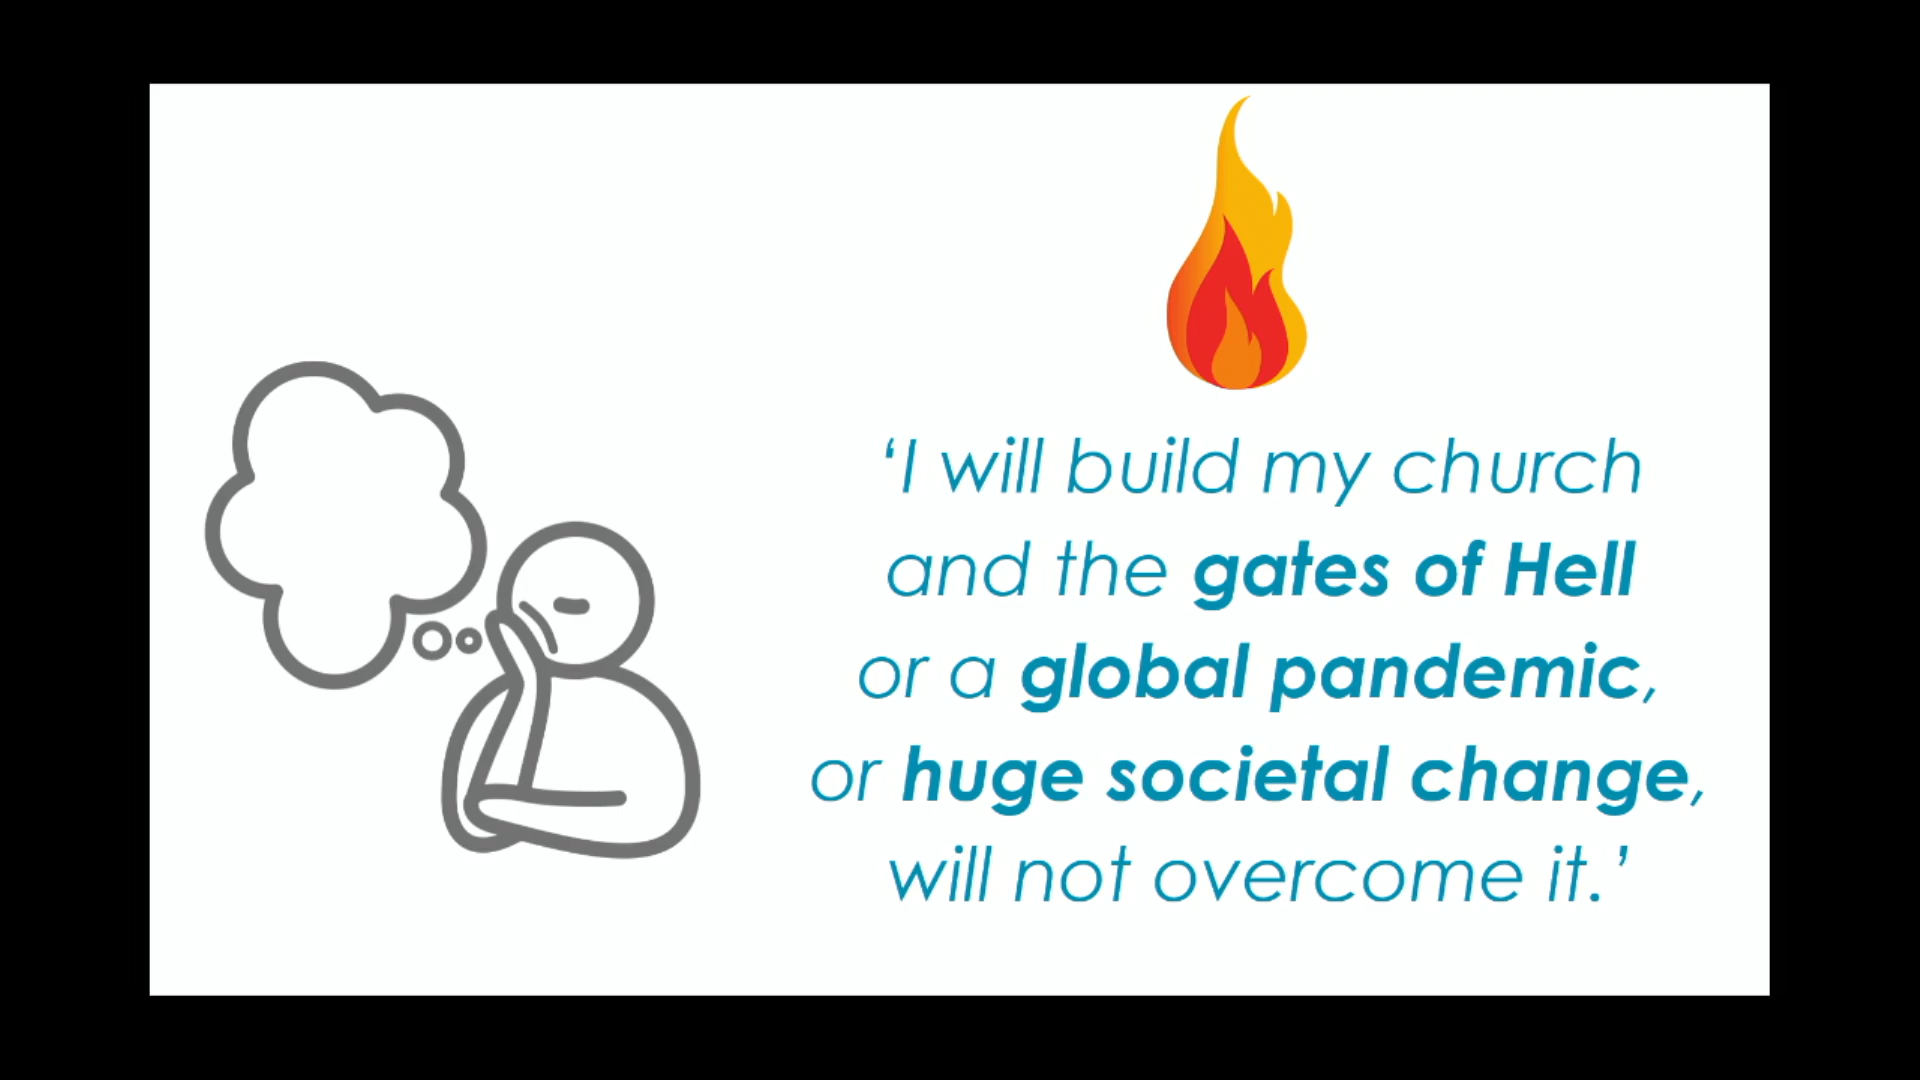 ‘I will build my church
and the gates of Hell
or a global pandemic,
or huge societal change,
will not overcome it.’